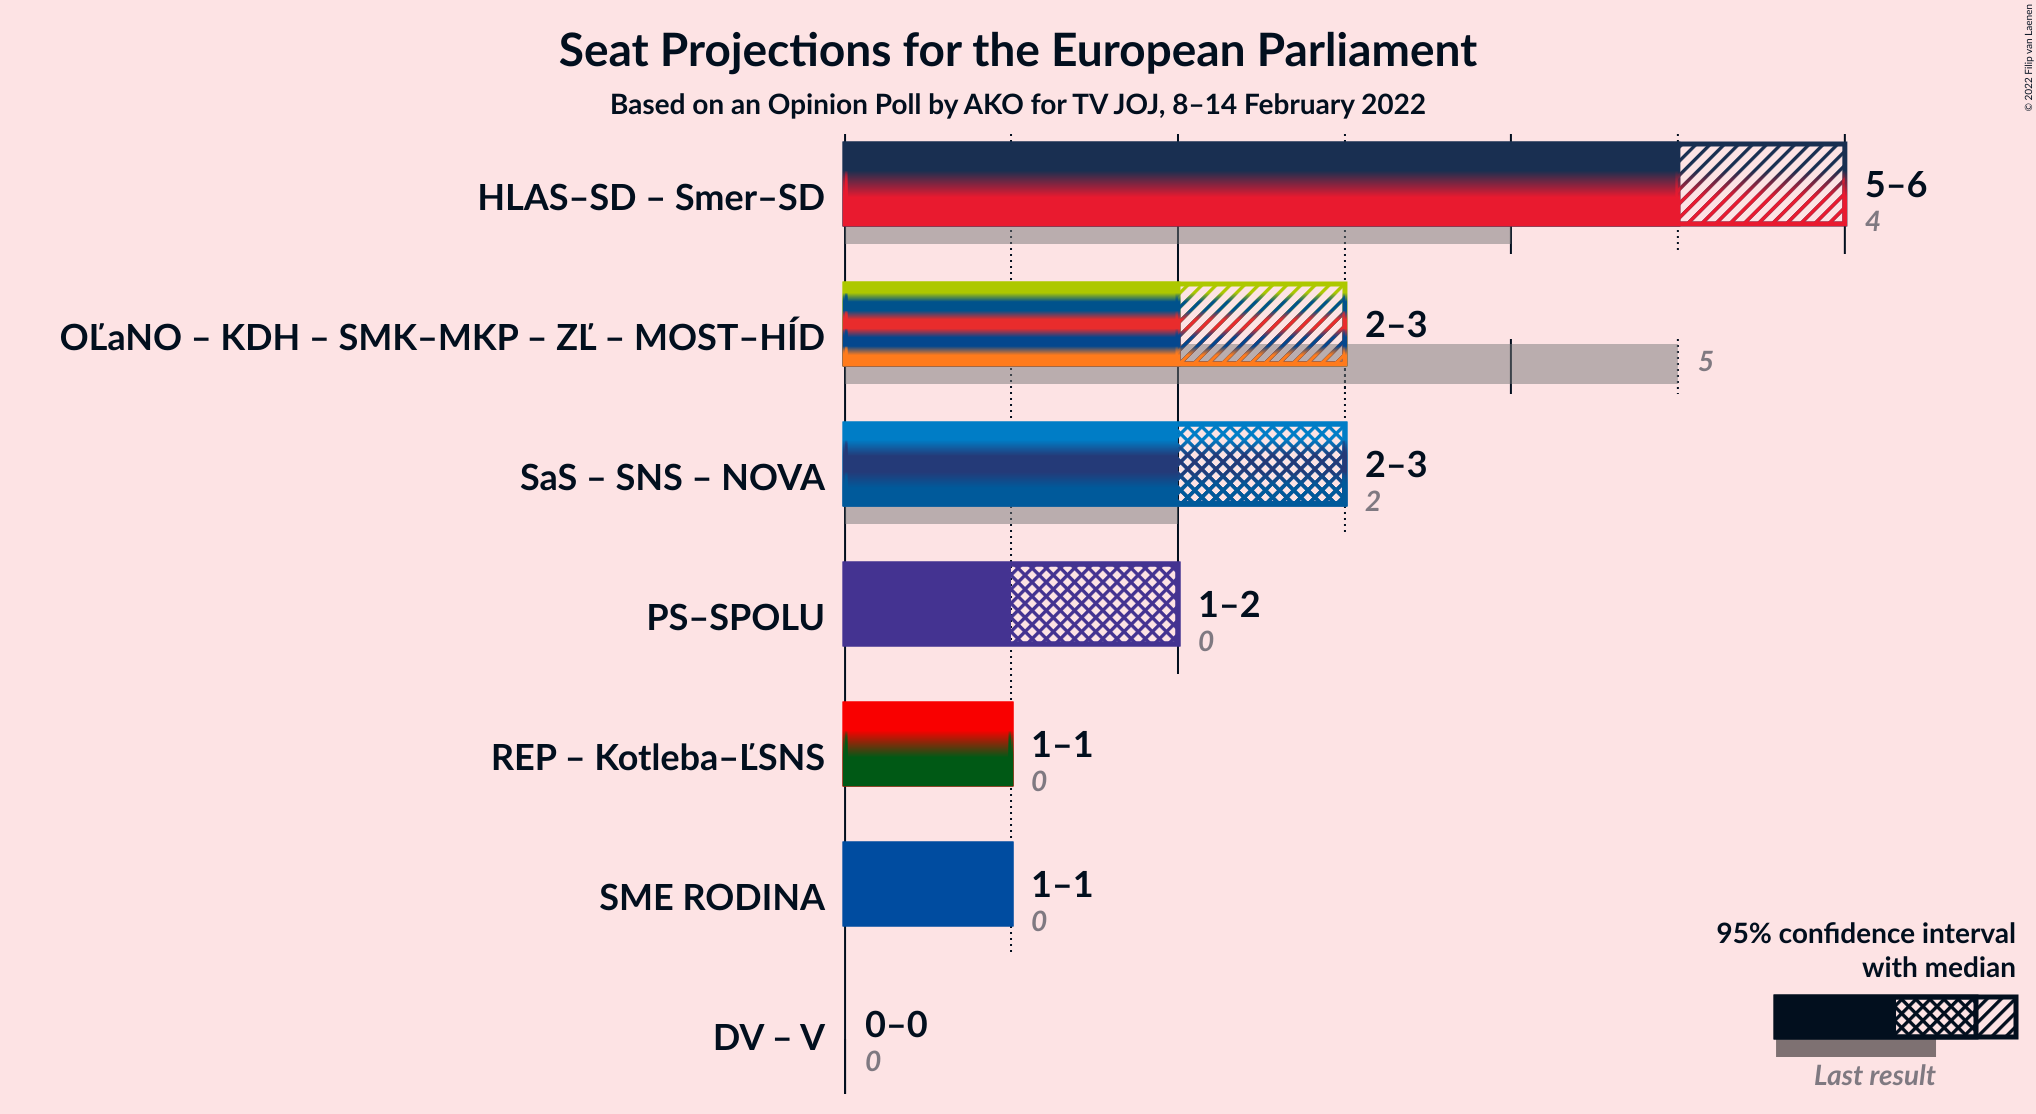 Seat Projections for the European Parliament
Based on an Opinion Poll by AKO for TV JOJ, 8–14 February 2022
© 2022 Filip van Laenen
HLAS–SD – Smer–SD
5–6
4
OĽaNO – KDH – SMK–MKP – ZĽ – MOST–HÍD
2–3
5
SaS – SNS – NOVA
2–3
2
PS–SPOLU
1–2
0
REP – Kotleba–ĽSNS
1–1
0
SME RODINA
1–1
0
DV – V
0–0
0
95% confidence interval
with median
Last result